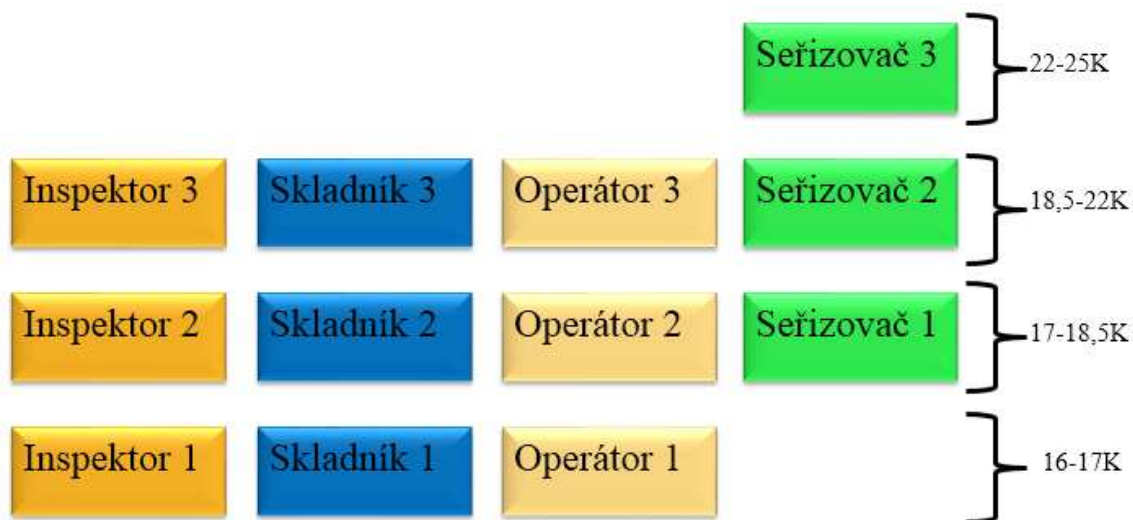 Seřizovač 3
22-25K
Inspektor 3
Skladník 3
Operátor 3
Seřizovač 2
18,5-22K
Inspektor 2
Skladník 2
Operátor 2
Seřizovač 1
17-18,5K
Inspektor 1
Skladník 1
Operátor 1
16-17K